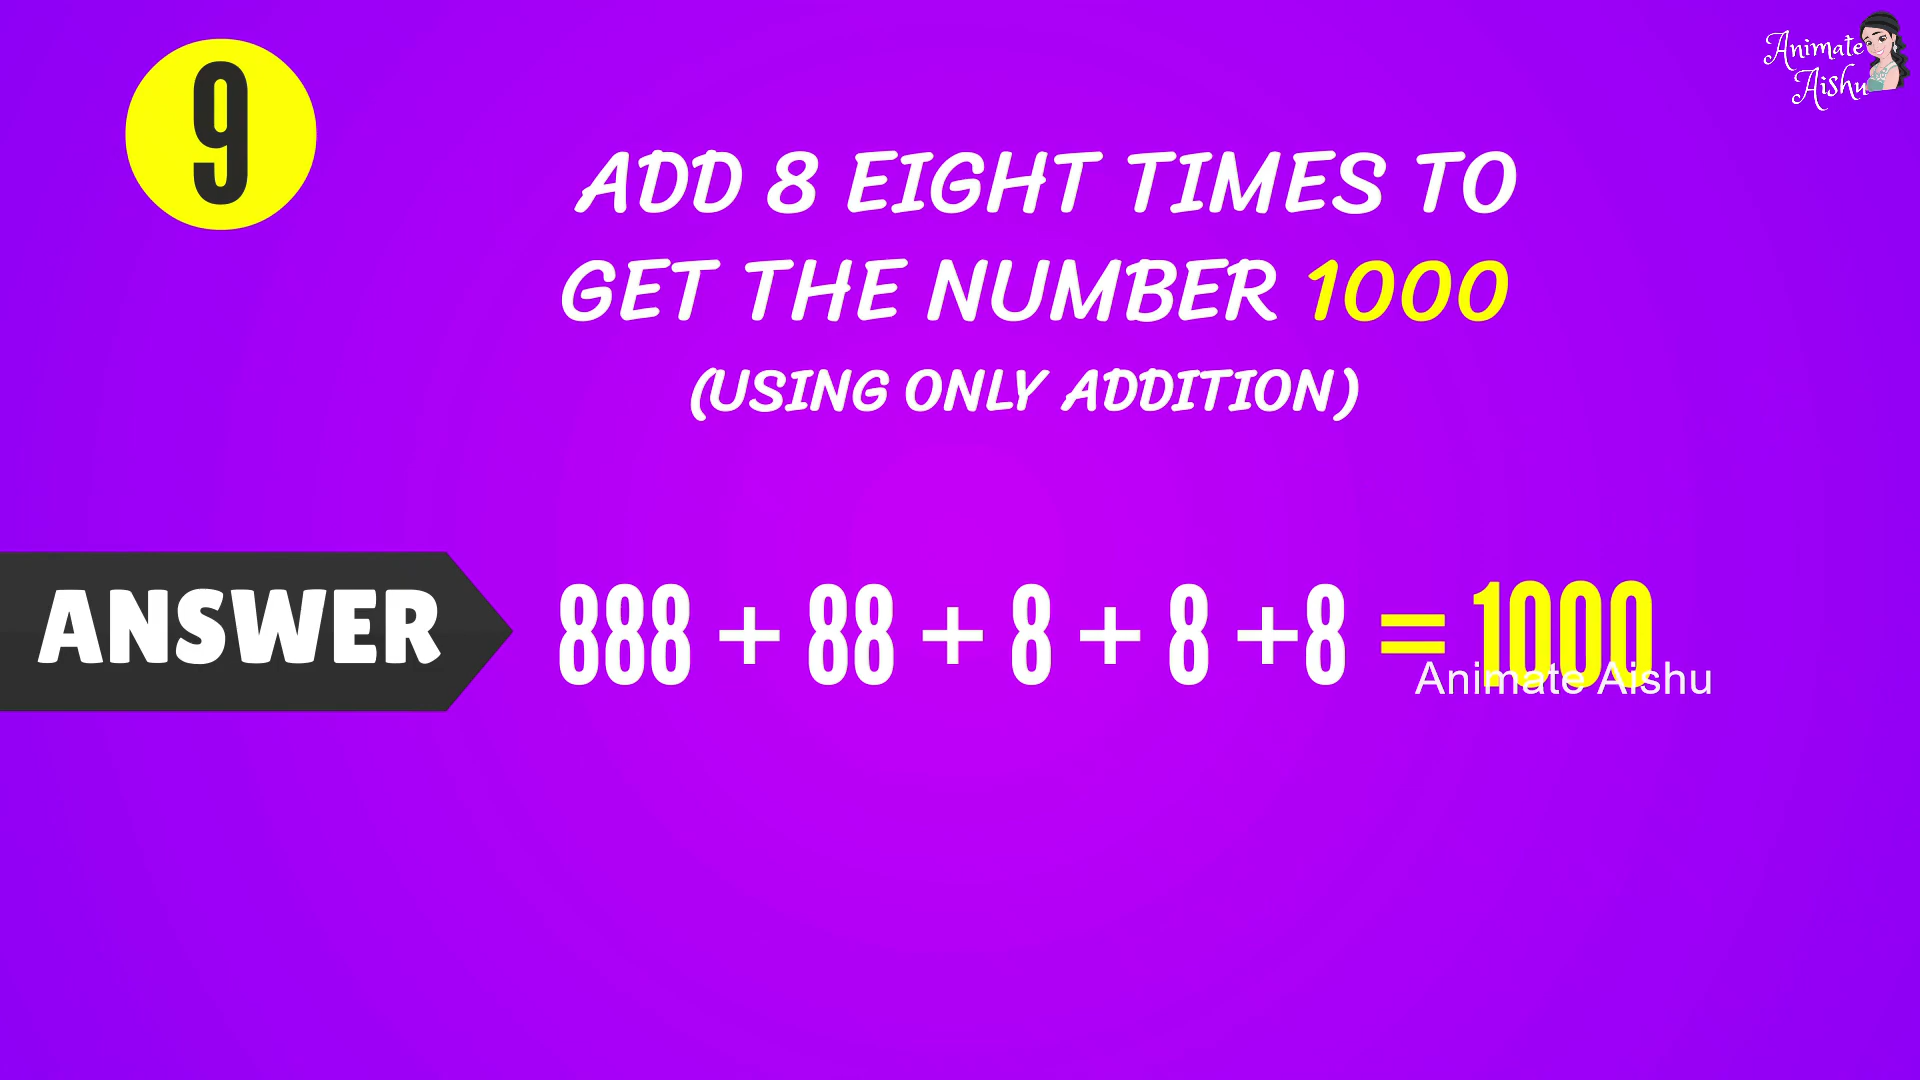 9
Animate
Aishu
ADD 8 EIGHT TIMES TO
GET THE NUMBER 1000
(USING ONLY ADDITION)
ANSWER
888 + 88 + 8 + 8 +8 = 1000
Animate Aishu